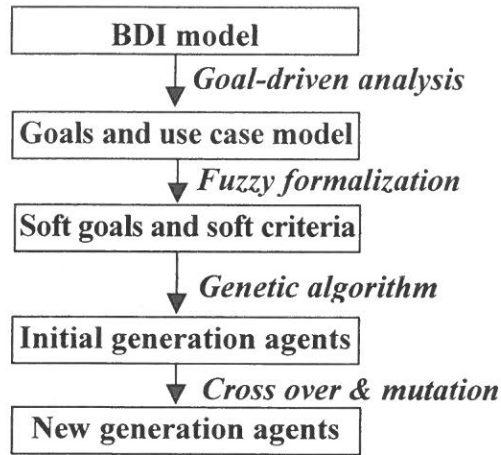 BDI model
Goal-driven analysis
Goals and use case model
Fuzzy formalization
Soft goals and soft criteria
Genetic algorithm
Initial generation agents
Cross over & mutation
New generation agents